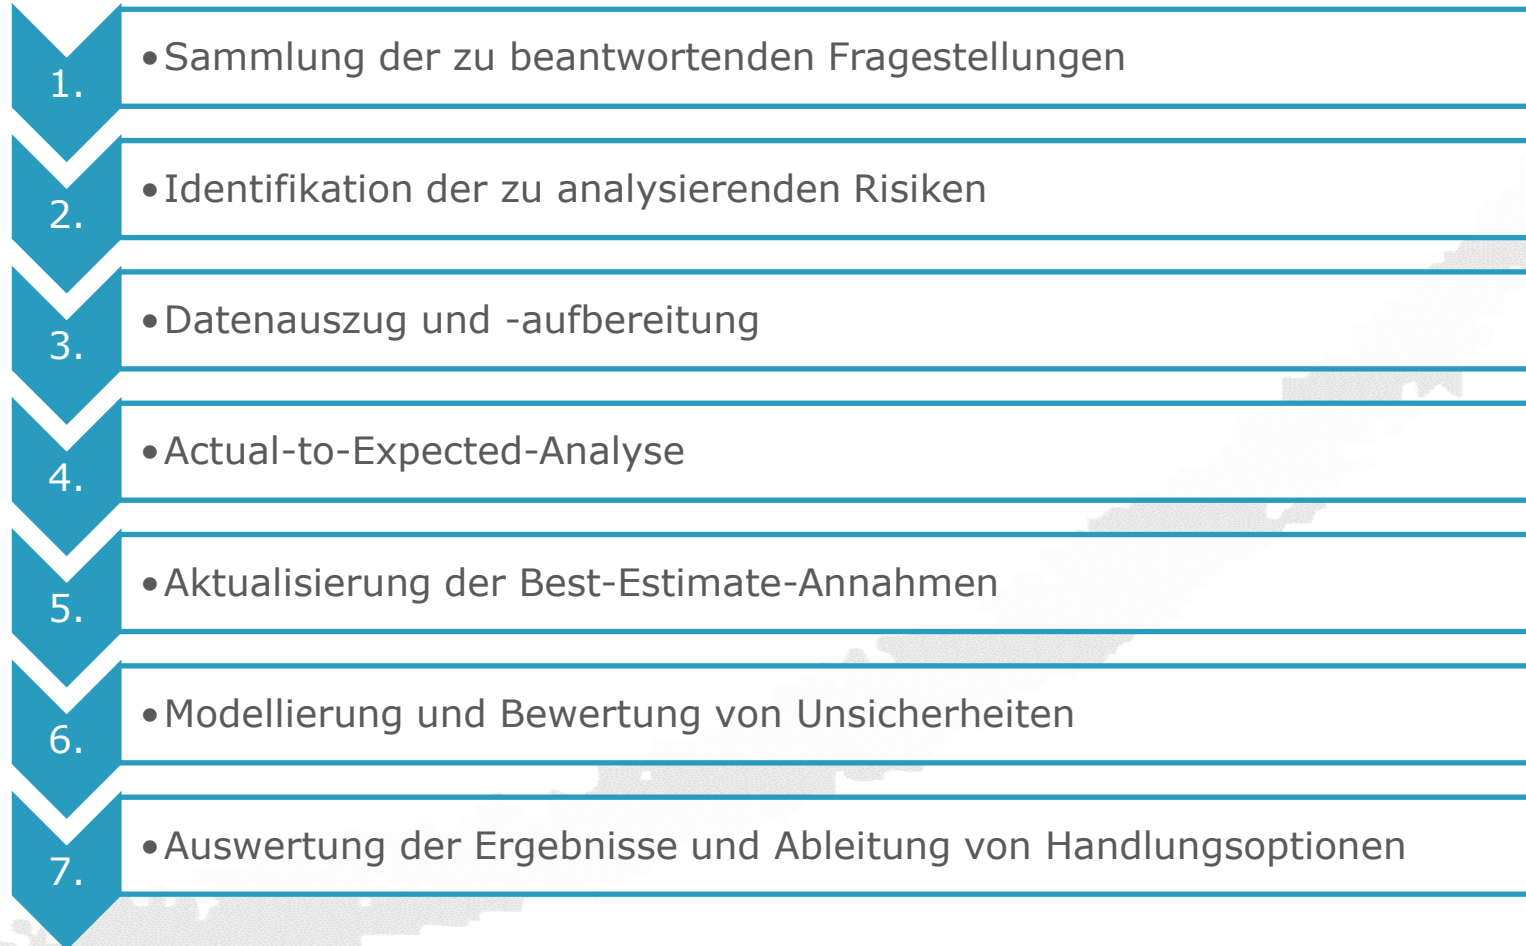 1.
•Sammlung der zu beantwortenden Fragestellungen
2.
•Identifikation der zu analysierenden Risiken
3.
•Datenauszug und -aufbereitung
4.
•Actual-to-Expected-Analyse
5.
•Aktualisierung der Best-Estimate-Annahmen
6.
•Modellierung und Bewertung von Unsicherheiten
7.
•Auswertung der Ergebnisse und Ableitung von Handlungsoptionen